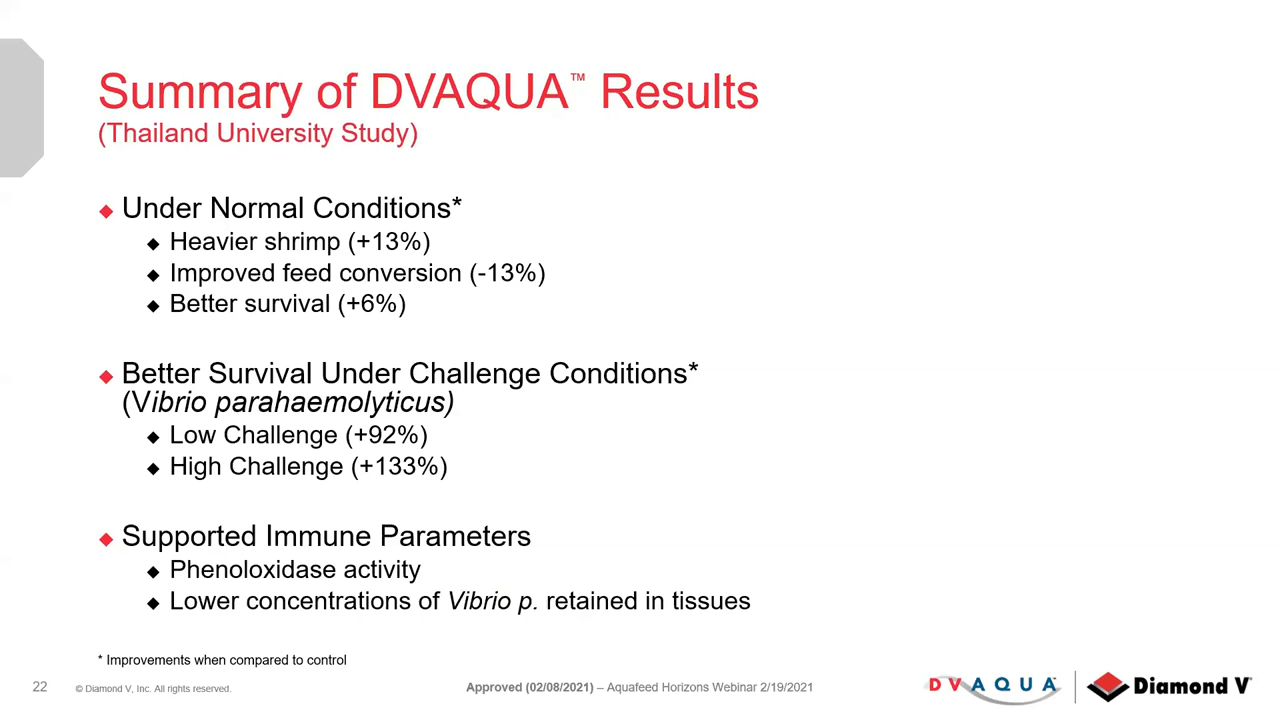 Summary of DVAQUA™ Results
(Thailand University Study)
Under Normal Conditions*
Heavier shrimp (+13%)
Improved feed conversion (-13%)
Better survival (+6%)
Better Survival Under Challenge Conditions*
(Vibrio parahaemolyticus)
Low Challenge (+92%)
High Challenge (+133%)
Supported Immune Parameters
Phenoloxidase activity
Lower concentrations of Vibrio p. retained in tissues
* Improvements when compared to control
22 © Diamond V, Inc. All rights reserved. Approved (02/08/2021) – Aquafeed Horizons Webinar 2/19/2021 DVAQUA™ Diamond V®